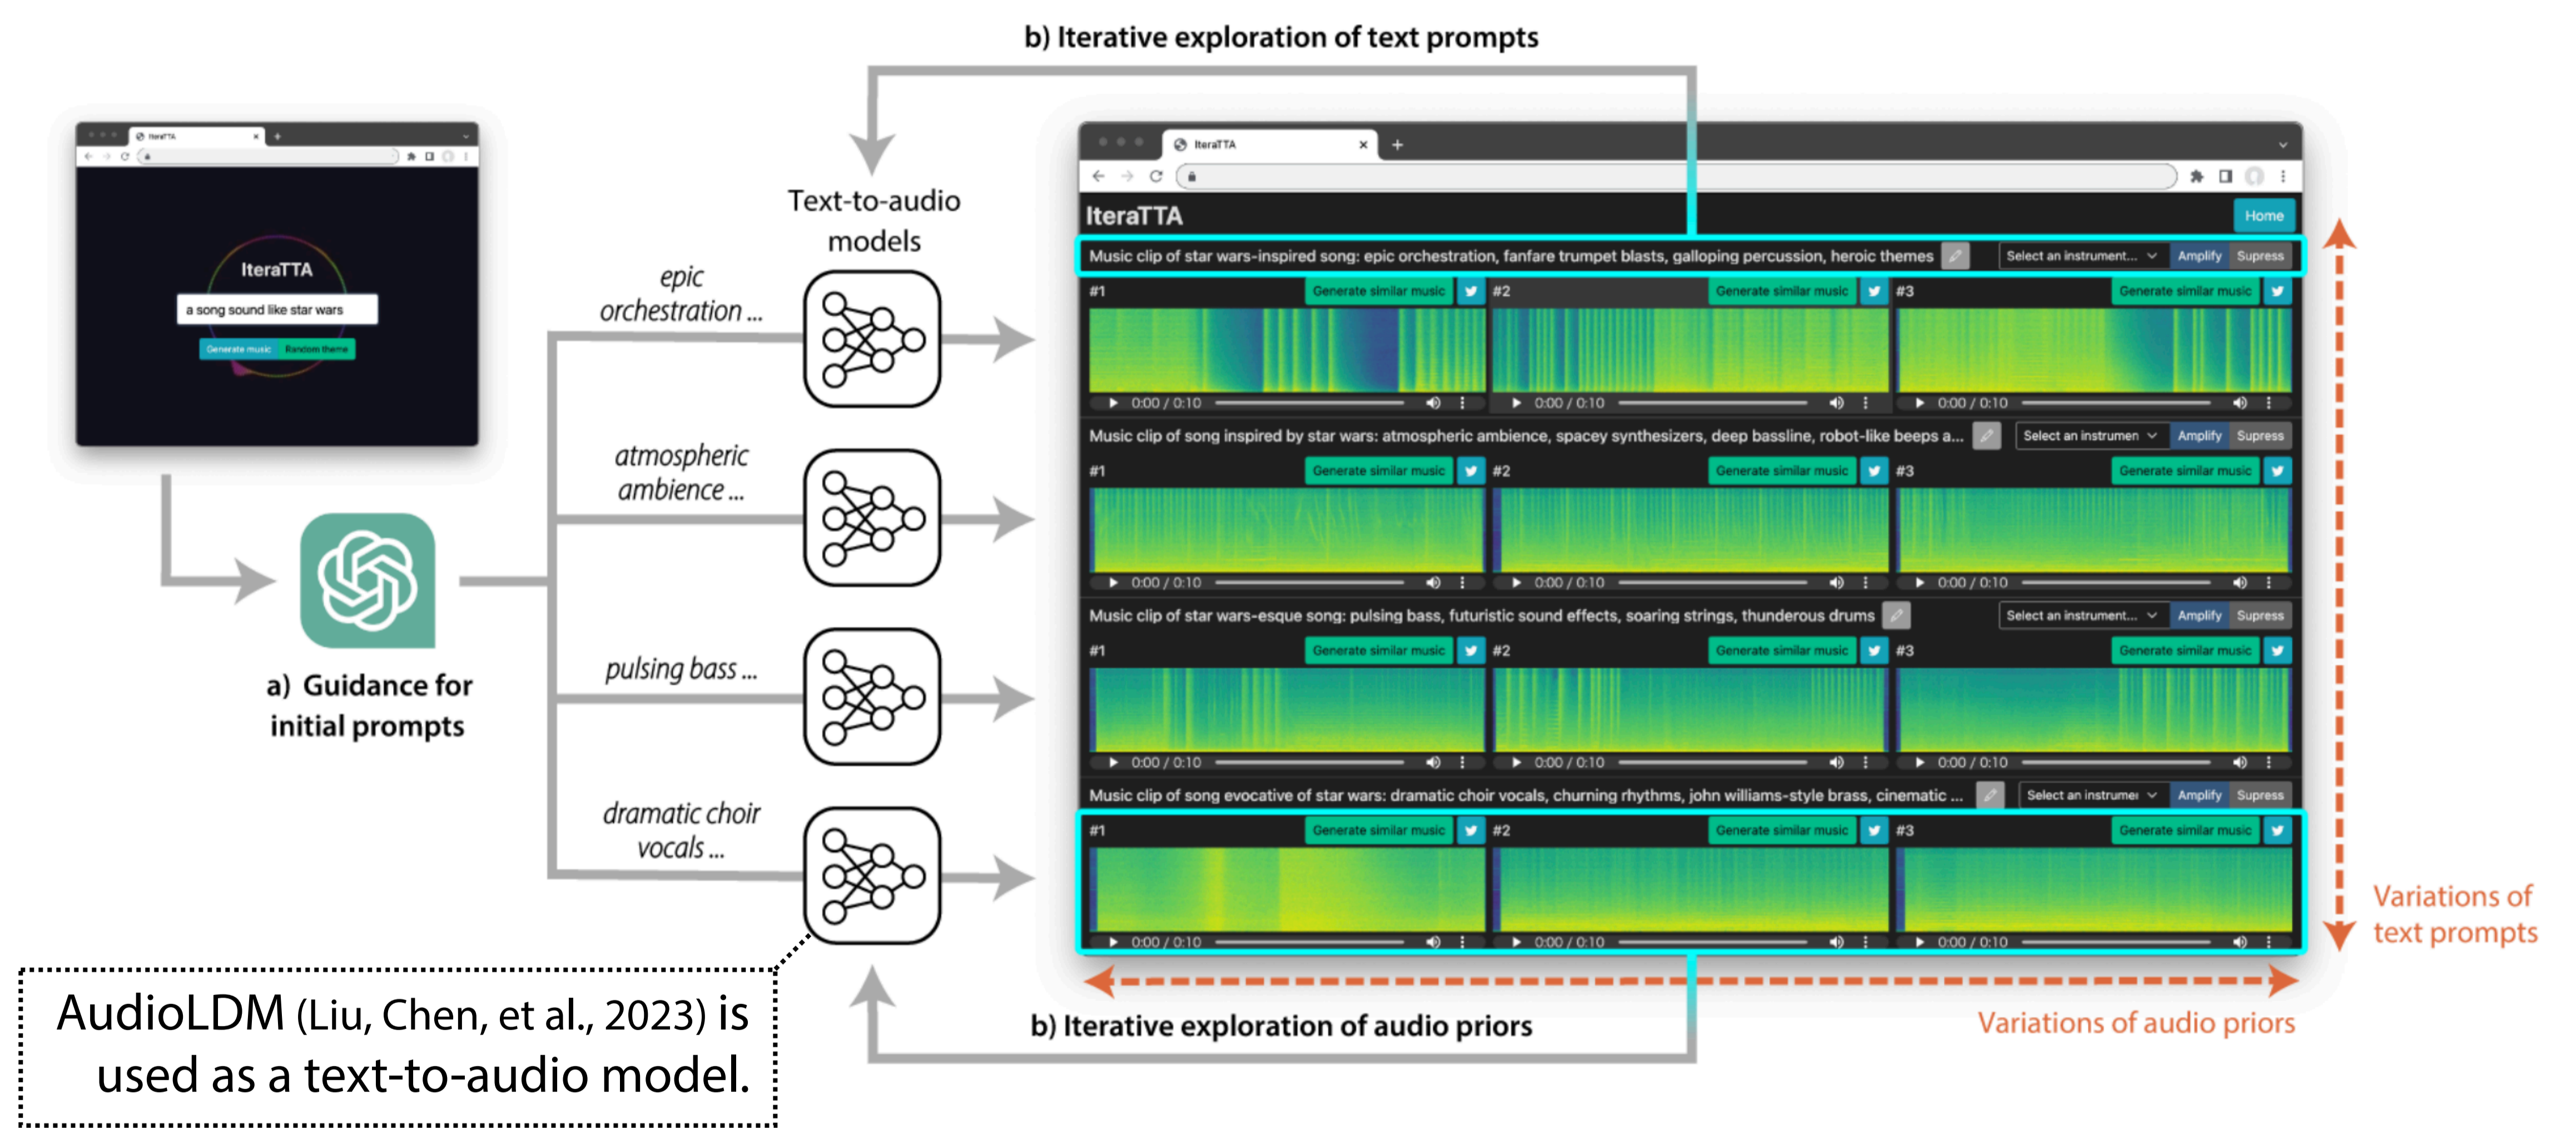 b) Iterative exploration of text prompts
IteraTTA
IteraTTA
a song sound like star wars
Generate music
Random theme
a) Guidance for
initial prompts
Text-to-audio
models
epic
orchestration ...
atmospheric
ambience ...
pulsing bass ...
dramatic choir
vocals ...
AudioLDM (Liu, Chen, et al., 2023) is
used as a text-to-audio model.
IteraTTA
IteraTTA
Home
Music clip of star wars-inspired song: epic orchestration, fanfare trumpet blasts, galloping percussion, heroic themes Select an instrument... Amplify Supress
#1 Generate similar music #2 Generate similar music #3 Generate similar music
0:00 / 0:10 0:00 / 0:10 0:00 / 0:10
Music clip of song inspired by star wars: atmospheric ambience, spacey synthesizers, deep bassline, robot-like beeps a... Select an instrumen Amplify Supress
#1 Generate similar music #2 Generate similar music #3 Generate similar music
0:00 / 0:10 0:00 / 0:10 0:00 / 0:10
Music clip of star wars-esque song: pulsing bass, futuristic sound effects, soaring strings, thunderous drums Select an instrument... Amplify Supress
#1 Generate similar music #2 Generate similar music #3 Generate similar music
0:00 / 0:10 0:00 / 0:10 0:00 / 0:10
Music clip of song evocative of star wars: dramatic choir vocals, churning rhythms, john williams-style brass, cinematic ... Select an instrumei Amplify Supress
#1 Generate similar music #2 Generate similar music #3 Generate similar music
0:00 / 0:10 0:00 / 0:10 0:00 / 0:10
Variations of
text prompts
Variations of audio priors
b) Iterative exploration of audio priors